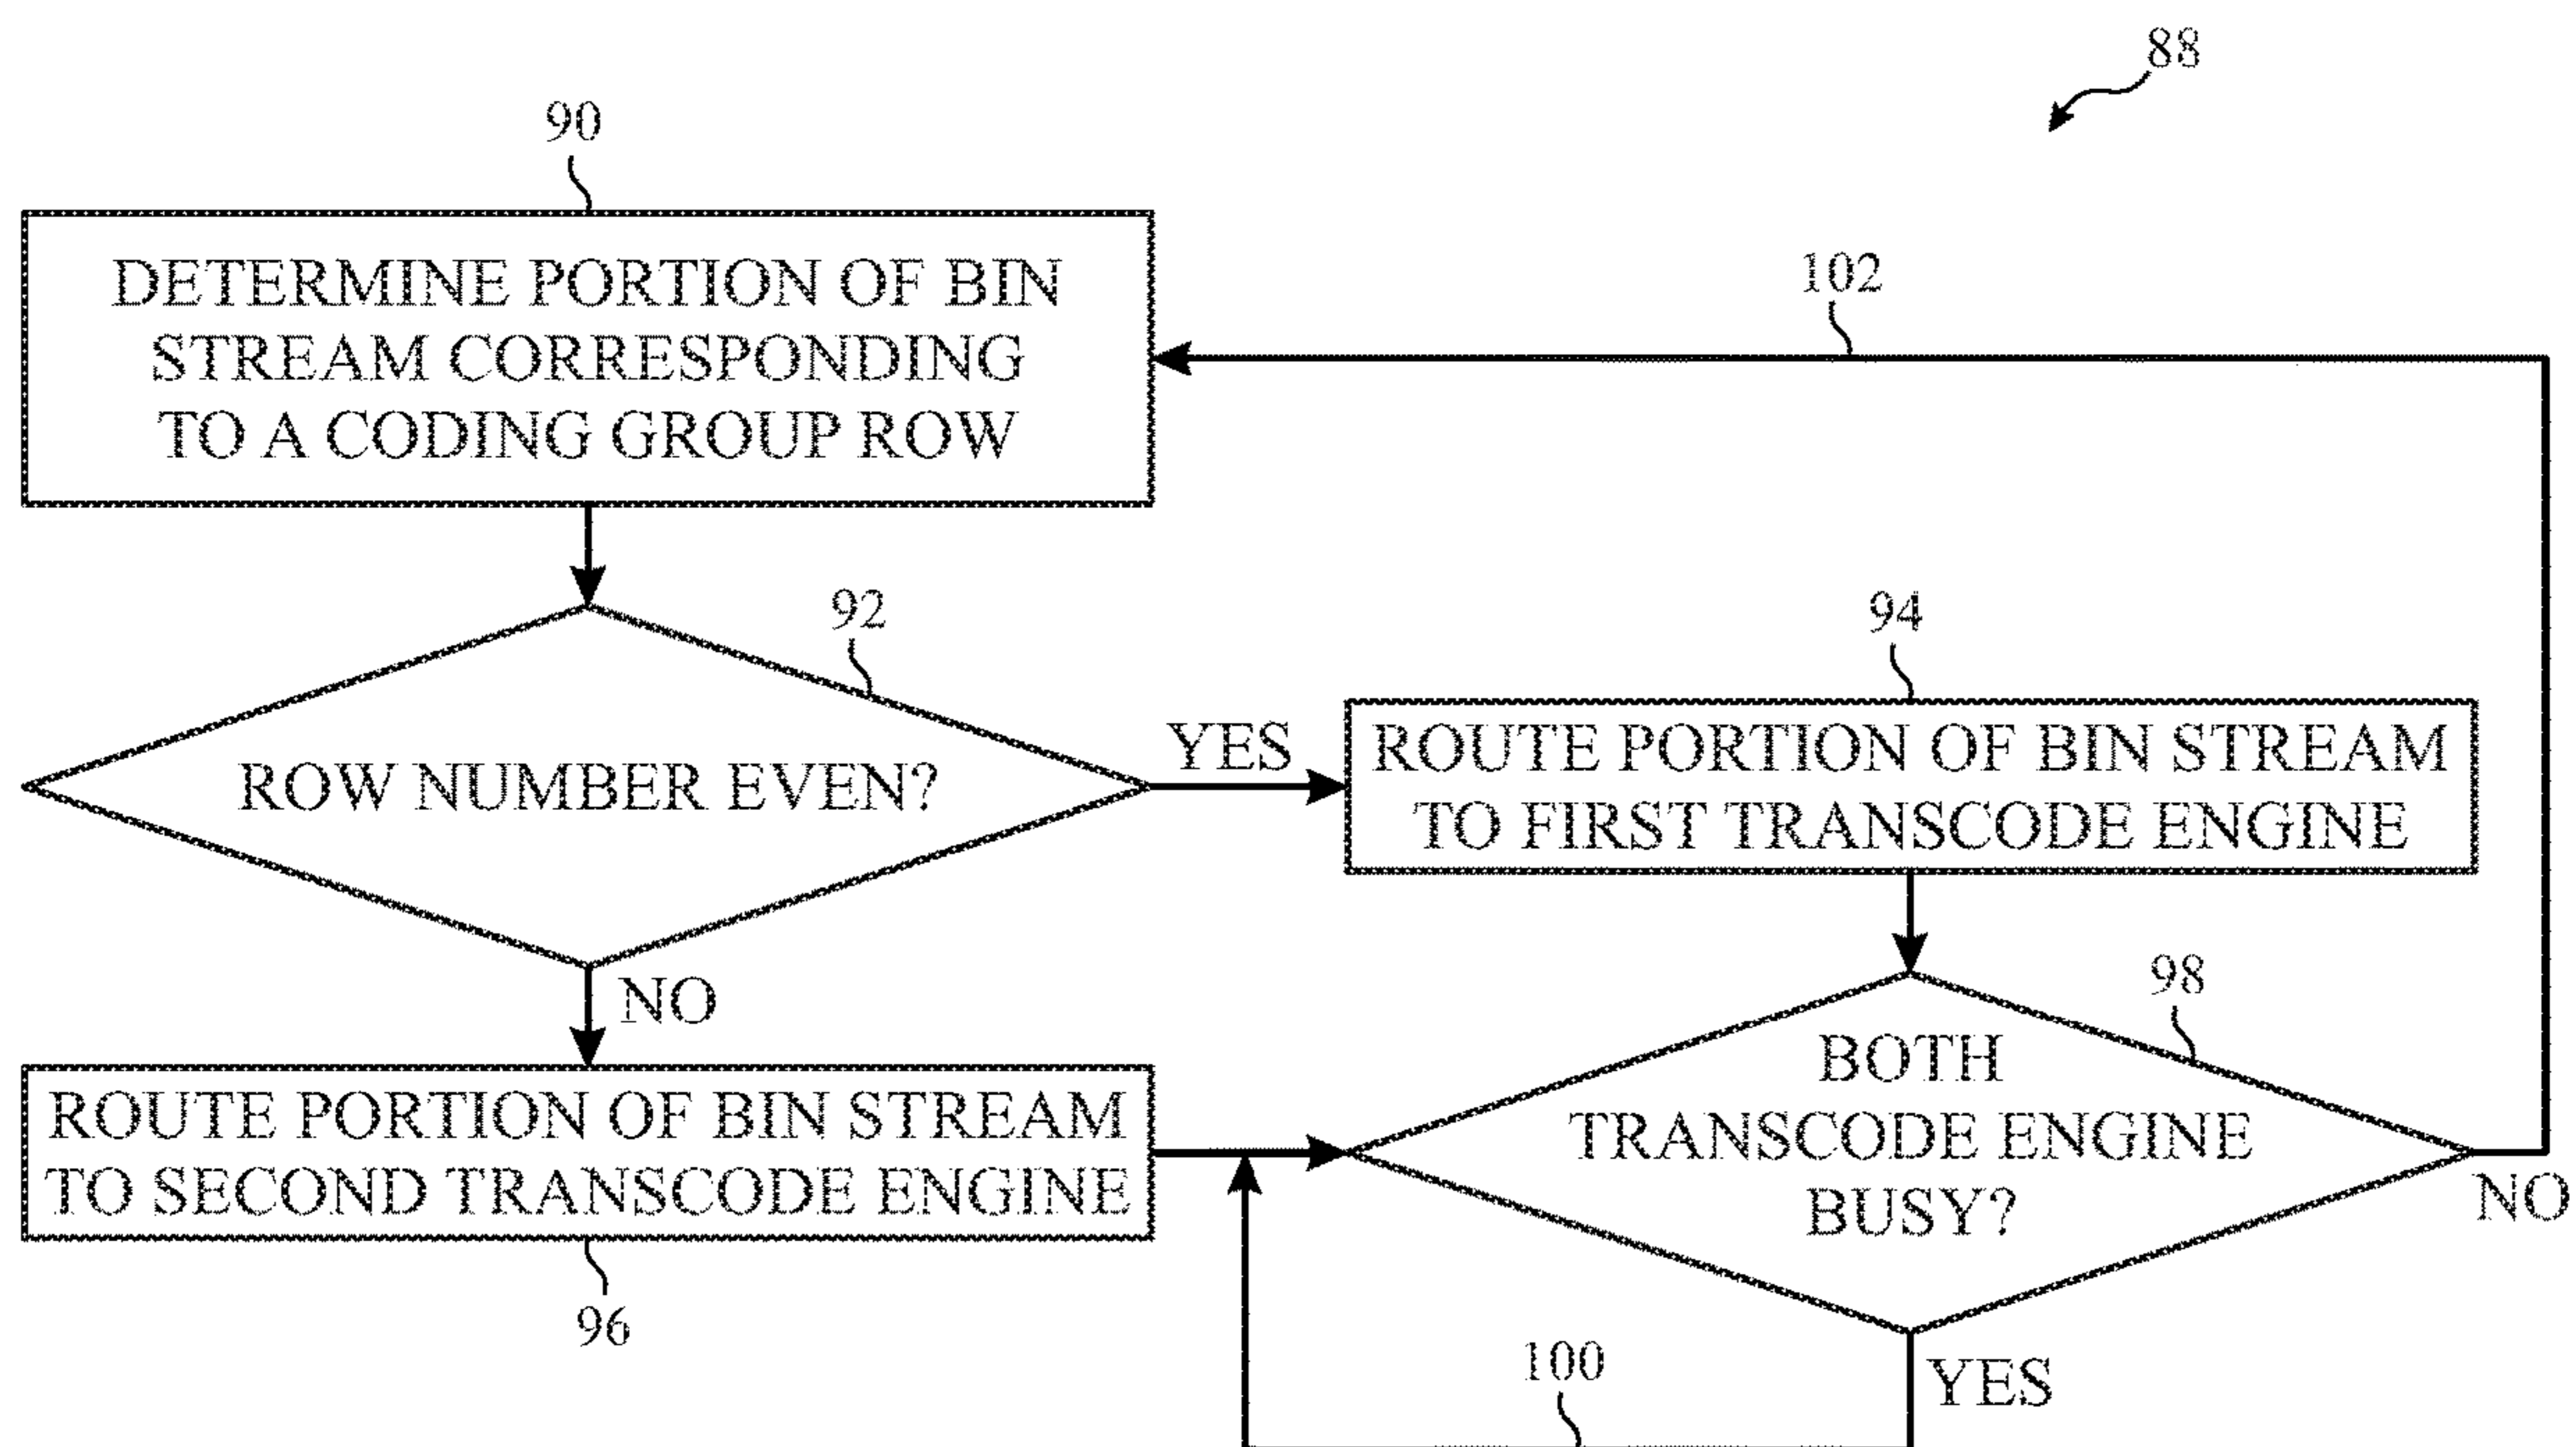 88
90
DETERMINE PORTION OF BIN
STREAM CORRESPONDING
TO A CODING GROUP ROW
102
92
ROW NUMBER EVEN?
YES
94
ROUTE PORTION OF BIN STREAM
TO FIRST TRANSCODE ENGINE
NO
ROUTE PORTION OF BIN STREAM
TO SECOND TRANSCODE ENGINE
96
98
BOTH
TRANSCODE ENGINE
BUSY?
NO
YES
100